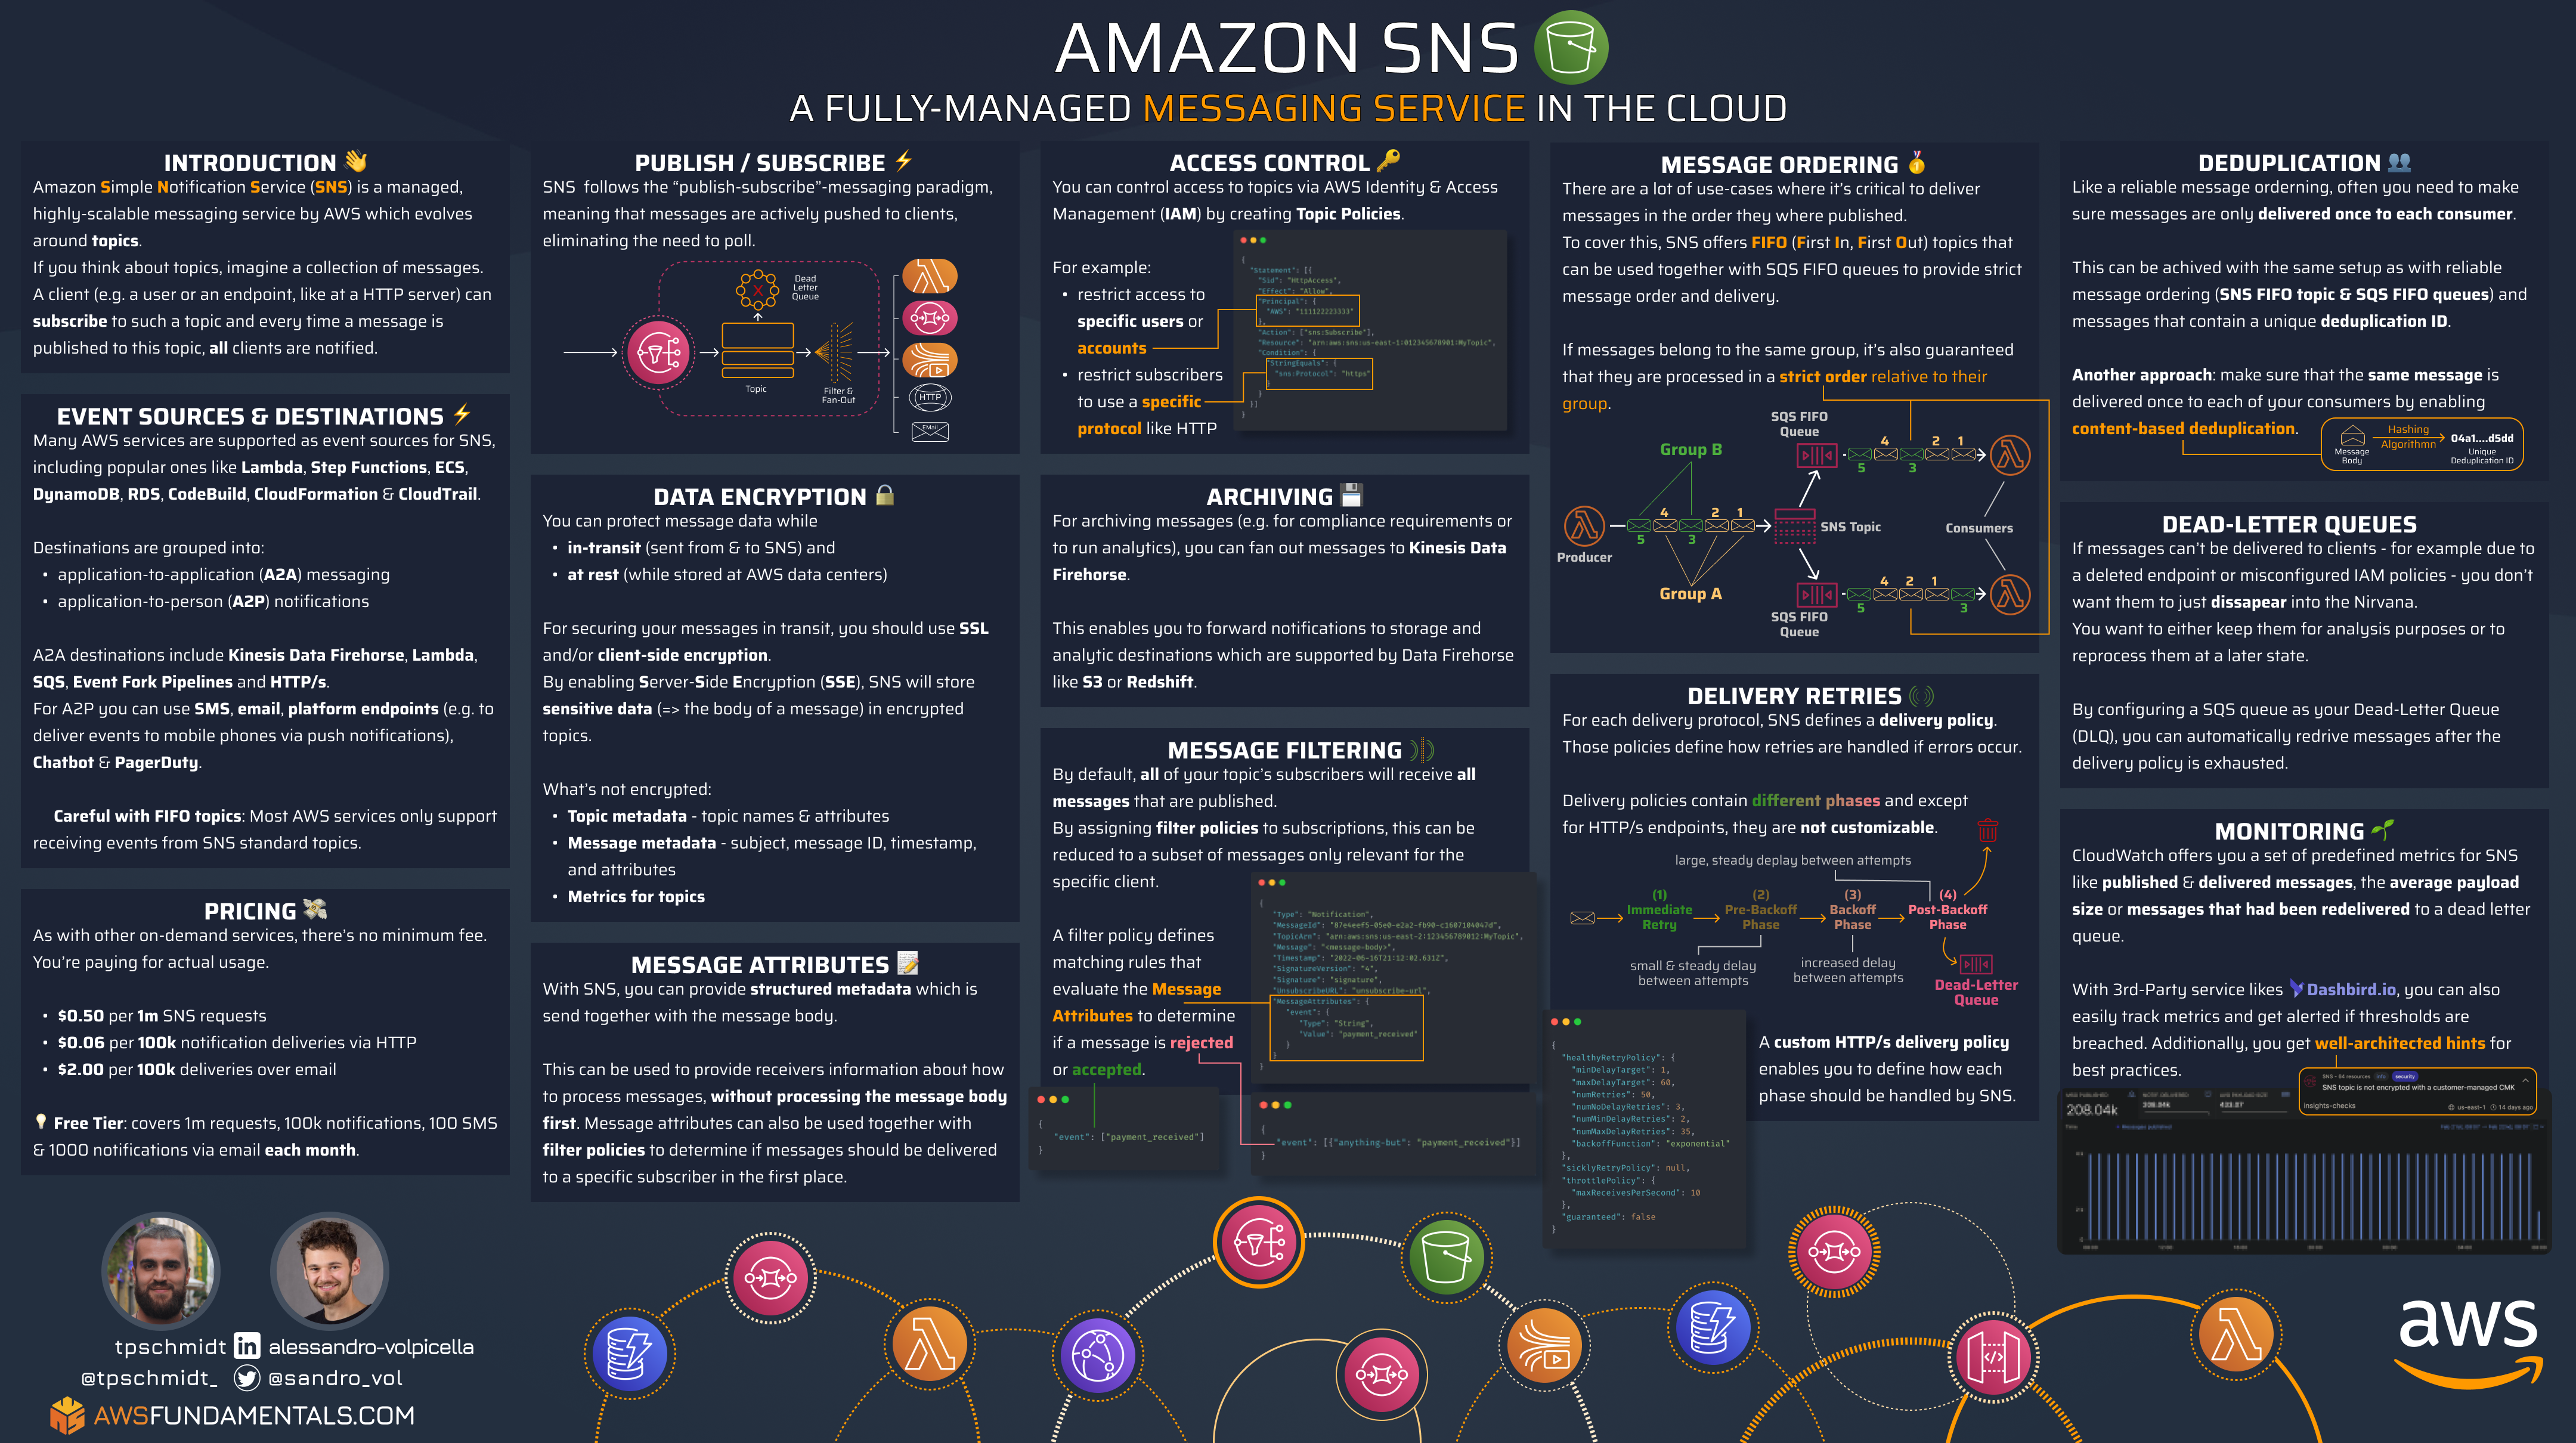 AMAZON SNS
A FULLY-MANAGED MESSAGING SERVICE IN THE CLOUD
INTRODUCTION
Amazon Simple Notification Service (SNS) is a managed,
highly-scalable messaging service by AWS which evolves
around topics.
If you think about topics, imagine a collection of messages.
A client (e.g. a user or an endpoint, like at a HTTP server) can
subscribe to such a topic and every time a message is
published to this topic, all clients are notified.
EVENT SOURCES & DESTINATIONS
Many AWS services are supported as event sources for SNS,
including popular ones like Lambda, Step Functions, ECS,
DynamoDB, RDS, CodeBuild, CloudFormation & CloudTrail.
Destinations are grouped into:
• application-to-application (A2A) messaging
• application-to-person (A2P) notifications
A2A destinations include Kinesis Data Firehorse, Lambda,
SQS, Event Fork Pipelines and HTTP/s.
For A2P you can use SMS, email, platform endpoints (e.g. to
deliver events to mobile phones via push notifications),
Chatbot & PagerDuty.
Careful with FIFO topics: Most AWS services only support
receiving events from SNS standard topics.
PRICING
As with other on-demand services, there's no minimum fee.
You're paying for actual usage.
• $0.50 per 1m SNS requests
• $0.06 per 100k notification deliveries via HTTP
• $2.00 per 100k deliveries over email
Free Tier: covers 1m requests, 100k notifications, 100 SMS
& 1000 notifications via email each month.
tpschmidt in alessandro-volpicella
@tpschmidt_ @sandro_vol
AWSFUNDAMENTALS.COM
PUBLISH / SUBSCRIBE
SNS follows the “publish-subscribe”-messaging paradigm,
meaning that messages are actively pushed to clients,
eliminating the need to poll.
Dead
Letter
Queue
Topic
Filter &
Fan-Out
HTTP
EMail
DATA ENCRYPTION
You can protect message data while
• in-transit (sent from & to SNS) and
• at rest (while stored at AWS data centers)
For securing your messages in transit, you should use SSL
and/or client-side encryption.
By enabling Server-Side Encryption (SSE), SNS will store
sensitive data (=> the body of a message) in encrypted
topics.
What's not encrypted:
• Topic metadata - topic names & attributes
• Message metadata - subject, message ID, timestamp,
and attributes
• Metrics for topics
MESSAGE ATTRIBUTES
With SNS, you can provide structured metadata which is
send together with the message body.
This can be used to provide receivers information about how
to process messages, without processing the message body
first. Message attributes can also be used together with
filter policies to determine if messages should be delivered
to a specific subscriber in the first place.
ACCESS CONTROL
You can control access to topics via AWS Identity & Access
Management (IAM) by creating Topic Policies.
For example:
• restrict access to
specific users or
accounts
• restrict subscribers
to use a specific
protocol like HTTP
{
"Statement": [{
"Sid": "HttpAccess",
"Effect": "Allow",
"Principal": {
"AWS": "111122223333"
},
"Action": ["sns:Subscribe"],
"Resource": "arn:aws:sns:us-east-1:012345678901:MyTopic",
"Condition": {
"StringEquals": {
"sns:Protocol": "https"
}
}
}]
}
ARCHIVING
For archiving messages (e.g. for compliance requirements or
to run analytics), you can fan out messages to Kinesis Data
Firehorse.
This enables you to forward notifications to storage and
analytic destinations which are supported by Data Firehorse
like S3 or Redshift.
MESSAGE FILTERING
By default, all of your topic's subscribers will receive all
messages that are published.
By assigning filter policies to subscriptions, this can be
reduced to a subset of messages only relevant for the
specific client.
A filter policy defines
matching rules that
evaluate the Message
Attributes to determine
if a message is rejected
or accepted.
{
"Type": "Notification",
"MessageId":
"TopicArn": "arn:aws:sns:us-east-2:123456789012:MyTopic",
"Message": "<message-body>",
"Timestamp": "2022-06-16T21:12:02.631Z",
"SignatureVersion": "4",
"Signature": "signature",
"UnsubscribeURL": "unsubscribe-url",
"MessageAttributes": {
"event": {
"Type": "String",
"Value": "payment_received"
}
}
}
{
"event": ["payment_received"]
}
{
"event": [{"anything-but": "payment_received"}]
}
MESSAGE ORDERING
There are a lot of use-cases where it's critical to deliver
messages in the order they where published.
To cover this, SNS offers FIFO (First In, First Out) topics that
can be used together with SQS FIFO queues to provide strict
message order and delivery.
If messages belong to the same group, it's also guaranteed
that they are processed in a strict order relative to their
group.
SQS FIFO
Queue
4 2 1
5 3
Group B
4 2 1
5 3
Producer
SNS Topic
Consumers
Group A
4 2 1
5 3
SQS FIFO
Queue
DELIVERY RETRIES
For each delivery protocol, SNS defines a delivery policy.
Those policies define how retries are handled if errors occur.
Delivery policies contain different phases and except
for HTTP/s endpoints, they are not customizable.
large, steady deplay between attempts
(1)
Immediate
Retry
(2)
Pre-Backoff
Phase
(3)
Backoff
Phase
(4)
Post-Backoff
Phase
small & steady delay
between attempts
increased delay
between attempts
Dead-Letter
Queue
{
"healthyRetryPolicy": {
"minDelayTarget": 1,
"maxDelayTarget": 60,
"numRetries": 50,
"numNoDelayRetries": 3,
"numMinDelayRetries": 2,
"numMaxDelayRetries": 35,
"backoffFunction": "exponential"
},
"sicklyRetryPolicy": null,
"throttlePolicy": {
"maxReceivesPerSecond": 10
},
"guaranteed": false
}
A custom HTTP/s delivery policy
enables you to define how each
phase should be handled by SNS.
DEDUPLICATION
Like a reliable message orderning, often you need to make
sure messages are only delivered once to each consumer.
This can be achived with the same setup as with reliable
message ordering (SNS FIFO topic & SQS FIFO queues) and
messages that contain a unique deduplication ID.
Another approach: make sure that the same message is
delivered once to each of your consumers by enabling
content-based deduplication.
Message
Body
Hashing
Algorithmn
04a1....d5dd
Unique
Deduplication ID
DEAD-LETTER QUEUES
If messages can't be delivered to clients - for example due to
a deleted endpoint or misconfigured IAM policies - you don't
want them to just dissapear into the Nirvana.
You want to either keep them for analysis purposes or to
reprocess them at a later state.
By configuring a SQS queue as your Dead-Letter Queue
(DLQ), you can automatically redrive messages after the
delivery policy is exhausted.
MONITORING
CloudWatch offers you a set of predefined metrics for SNS
like published & delivered messages, the average payload
size or messages that had been redelivered to a dead letter
queue.
With 3rd-Party service likes Dashbird.io, you can also
easily track metrics and get alerted if thresholds are
breached. Additionally, you get well-architected hints for
best practices.
SNS - 64 resources info security
SNS topic is not encrypted with a customer-managed CMK
insights-checks us-east-1 14 days ago
208.04k
aws